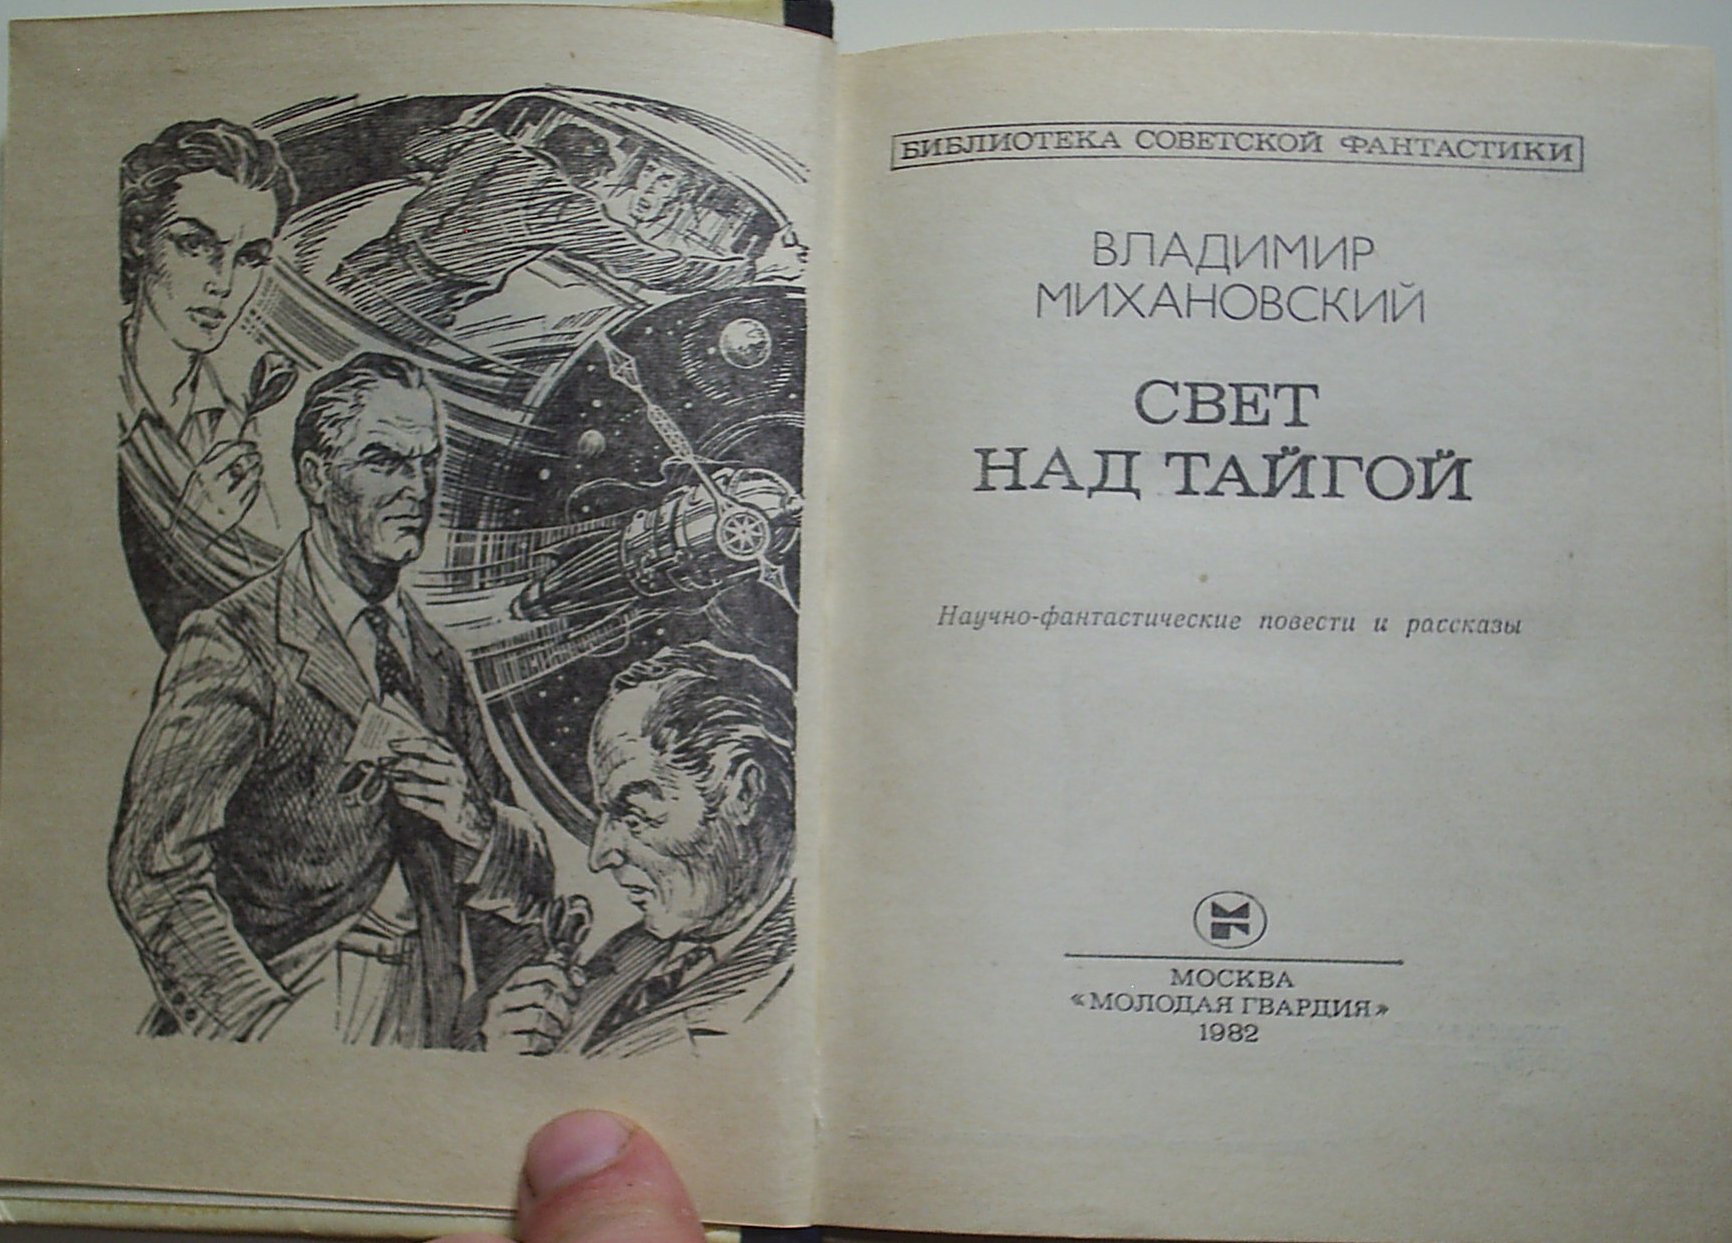 БИБЛИОТЕКА СОВЕТСКОЙ ФАНТАСТИКИ
ВЛАДИМИР
МИХАНОВСКИЙ
СВЕТ
НАД ТАЙГОЙ
Научно-фантастические повести и рассказы
МОСКВА
«МОЛОДАЯ ГВАРДИЯ»
1982